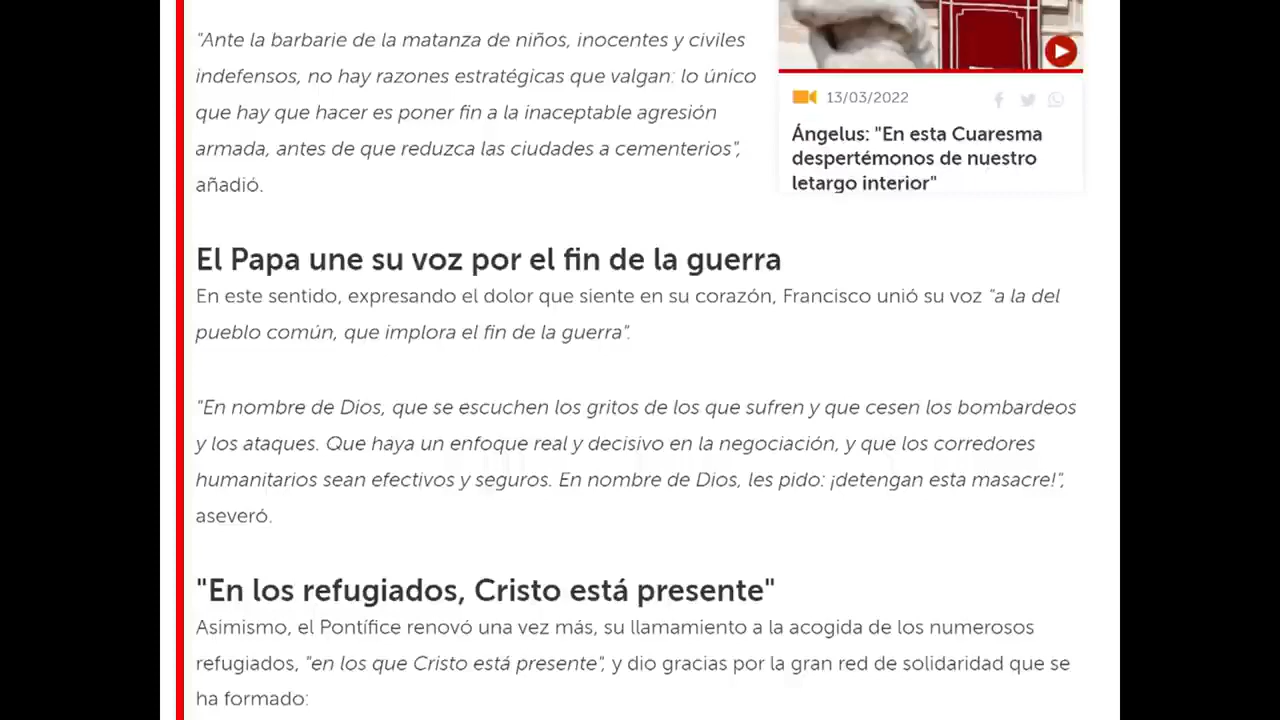 "Ante la barbarie de la matanza de niños, inocentes y civiles
indefensos, no hay razones estratégicas que valgan: lo único
que hay que hacer es poner fin a la inaceptable agresión
armada, antes de que reduzca las ciudades a cementerios",
añadió.
13/03/2022
Ángelus: "En esta Cuaresma
despertémonos de nuestro
letargo interior"
El Papa une su voz por el fin de la guerra
En este sentido, expresando el dolor que siente en su corazón, Francisco unió su voz "a la del
pueblo común, que implora el fin de la guerra".
"En nombre de Dios, que se escuchen los gritos de los que sufren y que cesen los bombardeos
y los ataques. Que haya un enfoque real y decisivo en la negociación, y que los corredores
humanitarios sean efectivos y seguros. En nombre de Dios, les pido: ¡detengan esta masacre!",
aseveró.
"En los refugiados, Cristo está presente"
Asimismo, el Pontífice renovó una vez más, su llamamiento a la acogida de los numerosos
refugiados, "en los que Cristo está presente", y dio gracias por la gran red de solidaridad que se
ha formado: